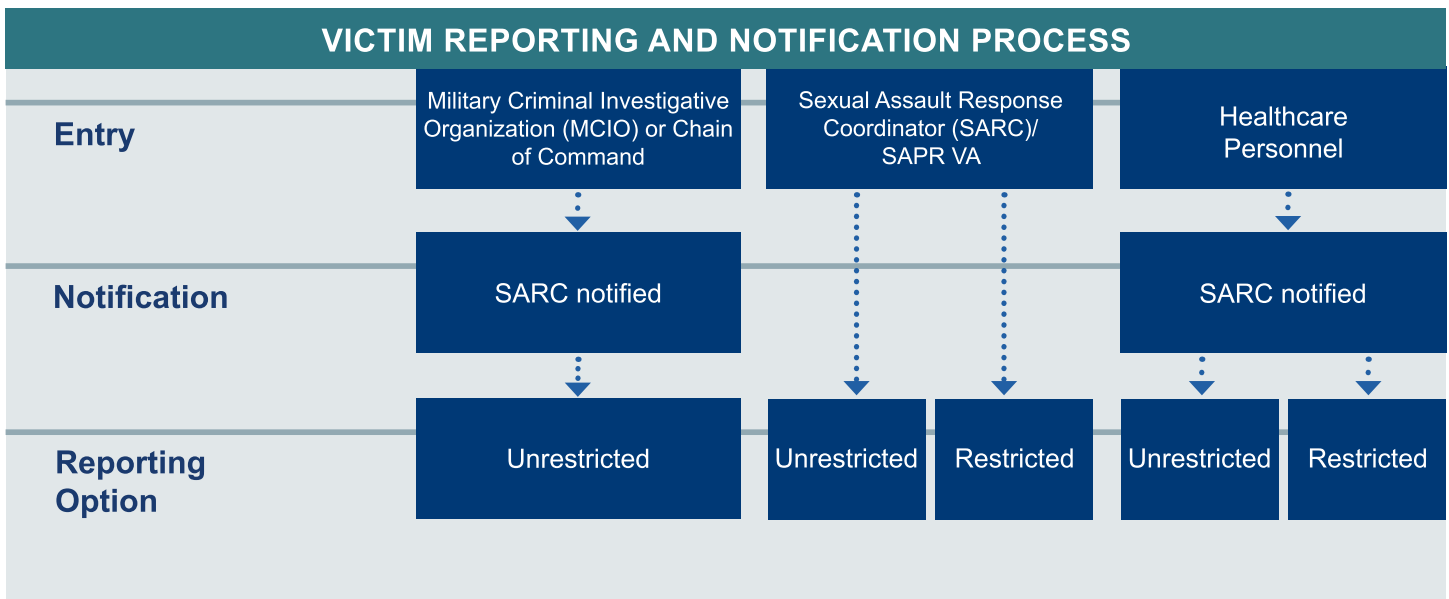 VICTIM REPORTING AND NOTIFICATION PROCESS
Entry
Military Criminal Investigative
Organization (MCIO) or Chain
of Command
Sexual Assault Response
Coordinator (SARC)/
SAPR VA
Healthcare
Personnel
Notification
SARC notified
SARC notified
Reporting
Option
Unrestricted
Unrestricted
Restricted
Unrestricted
Restricted